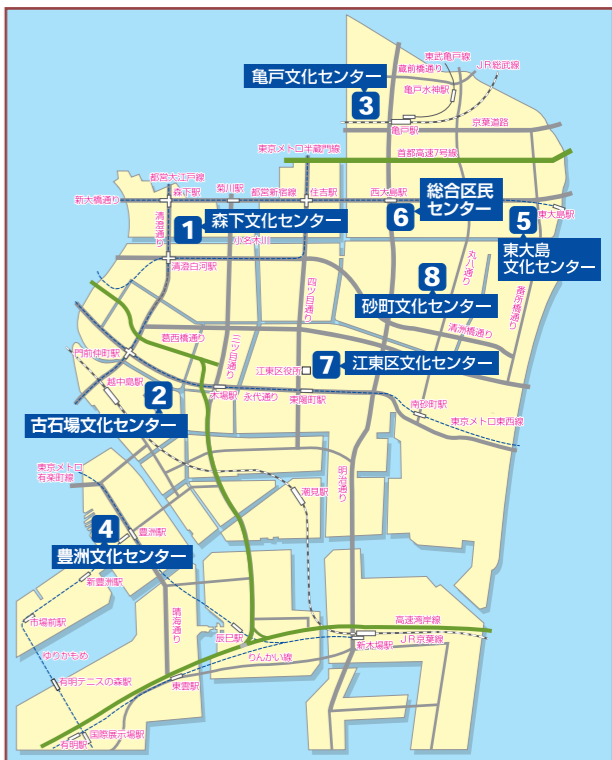 東武亀戸線
蔵前橋通り
JR総武線
亀戸文化センター
亀戸水神駅
3
亀戸駅
京葉道路
東京メトロ半蔵門線
首都高速7号線
都営大江戸線
森下駅
菊川駅
都営新宿線
住吉駅
西大島駅
総合区民
センター
新大橋通り
清澄通り
1
森下文化センター
6
5
東大島駅
小名木川
東大島
文化センター
清澄白河駅
四ツ目通り
8
丸八通り
番所橋通り
砂町文化センター
葛西橋通り
三ツ目通り
清洲橋通り
門前仲町駅
江東区役所
7
江東区文化センター
越中島駅
2
木場駅
永代通り
東陽町駅
南砂町駅
古石場文化センター
東京メトロ東西線
東京メトロ
有楽町線
明治通り
潮見駅
4
豊洲駅
豊洲文化センター
新豊洲駅
晴海通り
市場前駅
辰巳駅
高速湾岸線
新木場駅
JR京葉線
ゆりかもめ
りんかい線
有明テニスの森駅
東雲駅
国際展示場駅
有明駅